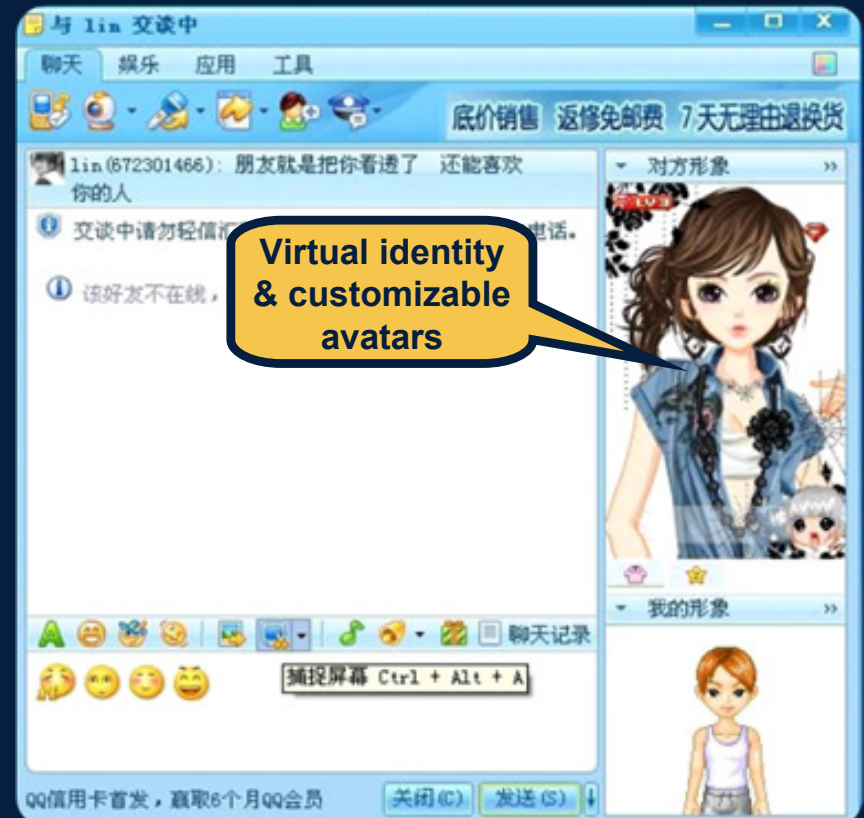 与 lin 交谈中
聊天 娱乐 应用 工具
底价销售 返修免邮费 7天无理由退换货
lin(672301466): 朋友就是把你看透了 还能喜欢
你的人
对方形象
LV3
交谈中请勿轻信汇 电话。
Virtual identity
& customizable
avatars
该好友不在线，
我的形象
聊天记录
捕捉屏幕 Ctrl + Alt + A
QQ信用卡首发，赢取6个月QQ会员 关闭(C) 发送(S)